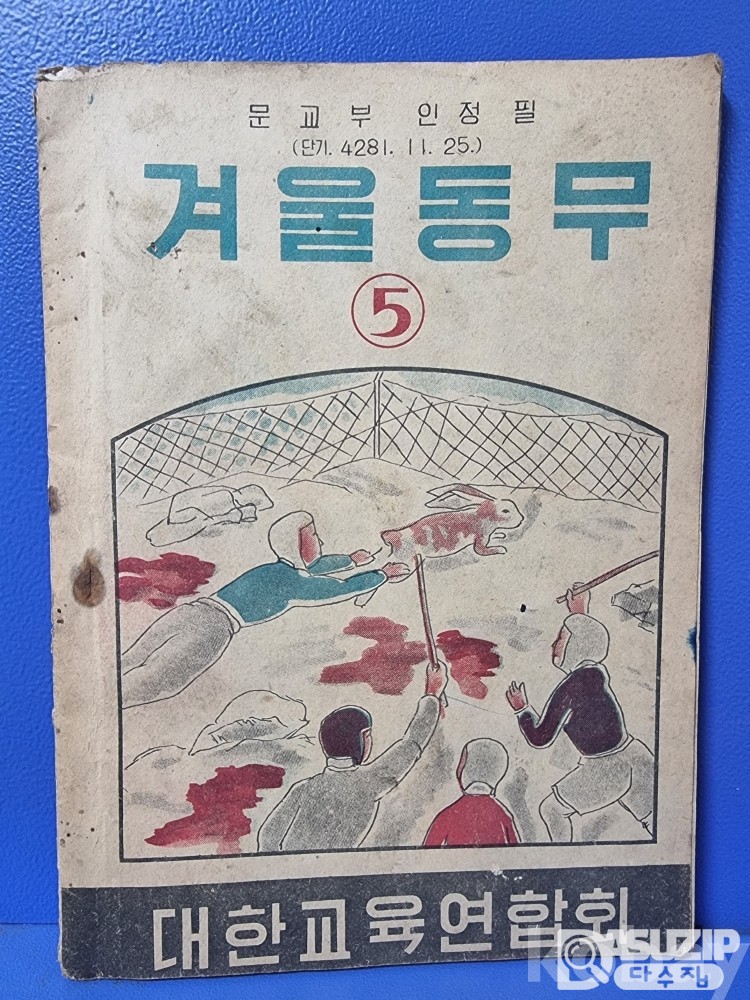 문교부 인정필
(단기. 4281. 11. 25.)
겨울동무
5
대한교육연합회
SUZIP
다수집